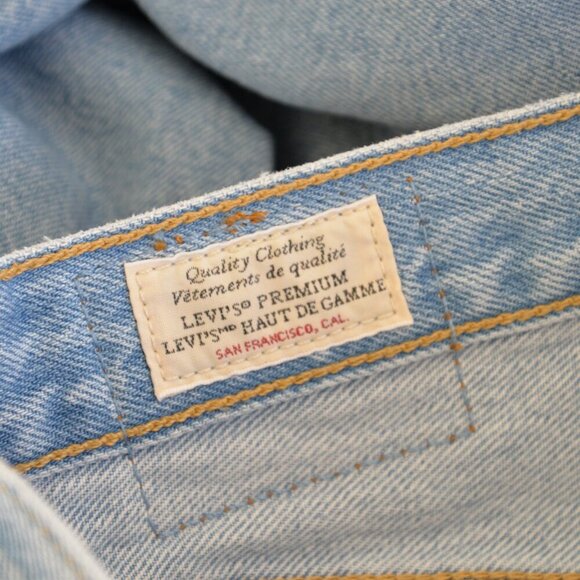 Quality Clothing
Vêtements de qualité
LEVI'S® PREMIUM
LEVI'Sᴹᴰ HAUT DE GAMME
SAN FRANCISCO, CAL.